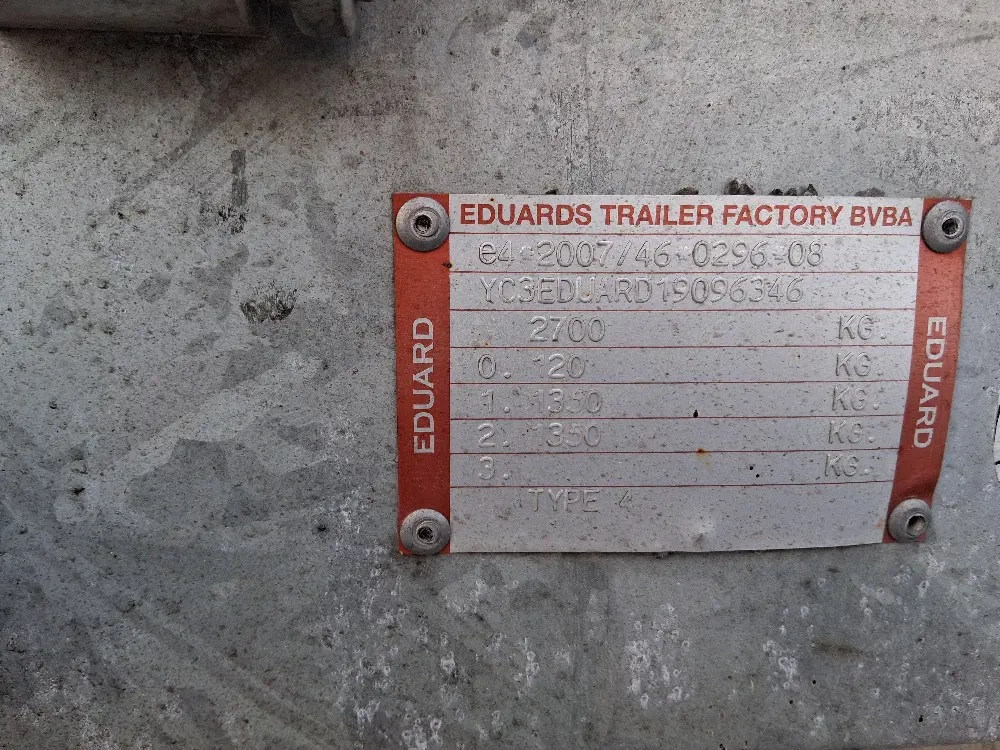 EDUARDS TRAILER FACTORY BVBA
e4*2007/46*0296*08
YC3EDUARD19096346
2700 KG.
0. 120 KG.
1. 1350 KG.
2. 1350 KG.
3. KG.
TYPE 4
EDUARD
EDUARD